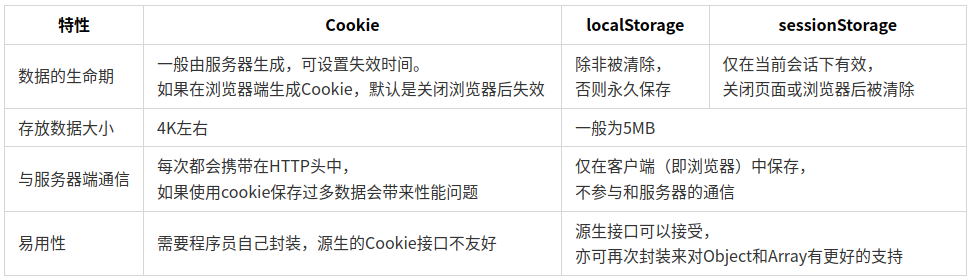 特性 Cookie localStorage sessionStorage
数据的生命期
一般由服务器生成，可设置失效时间。
如果在浏览器端生成Cookie，默认是关闭浏览器后失效
除非被清除，
否则永久保存
仅在当前会话下有效，
关闭页面或浏览器后被清除
存放数据大小
4K左右
一般为5MB
与服务器端通信
每次都会携带在HTTP头中，
如果使用cookie保存过多数据会带来性能问题
仅在客户端（即浏览器）中保存，
不参与和服务器的通信
易用性
需要程序员自己封装，源生的Cookie接口不友好
源生接口可以接受，
亦可再次封装来对Object和Array有更好的支持